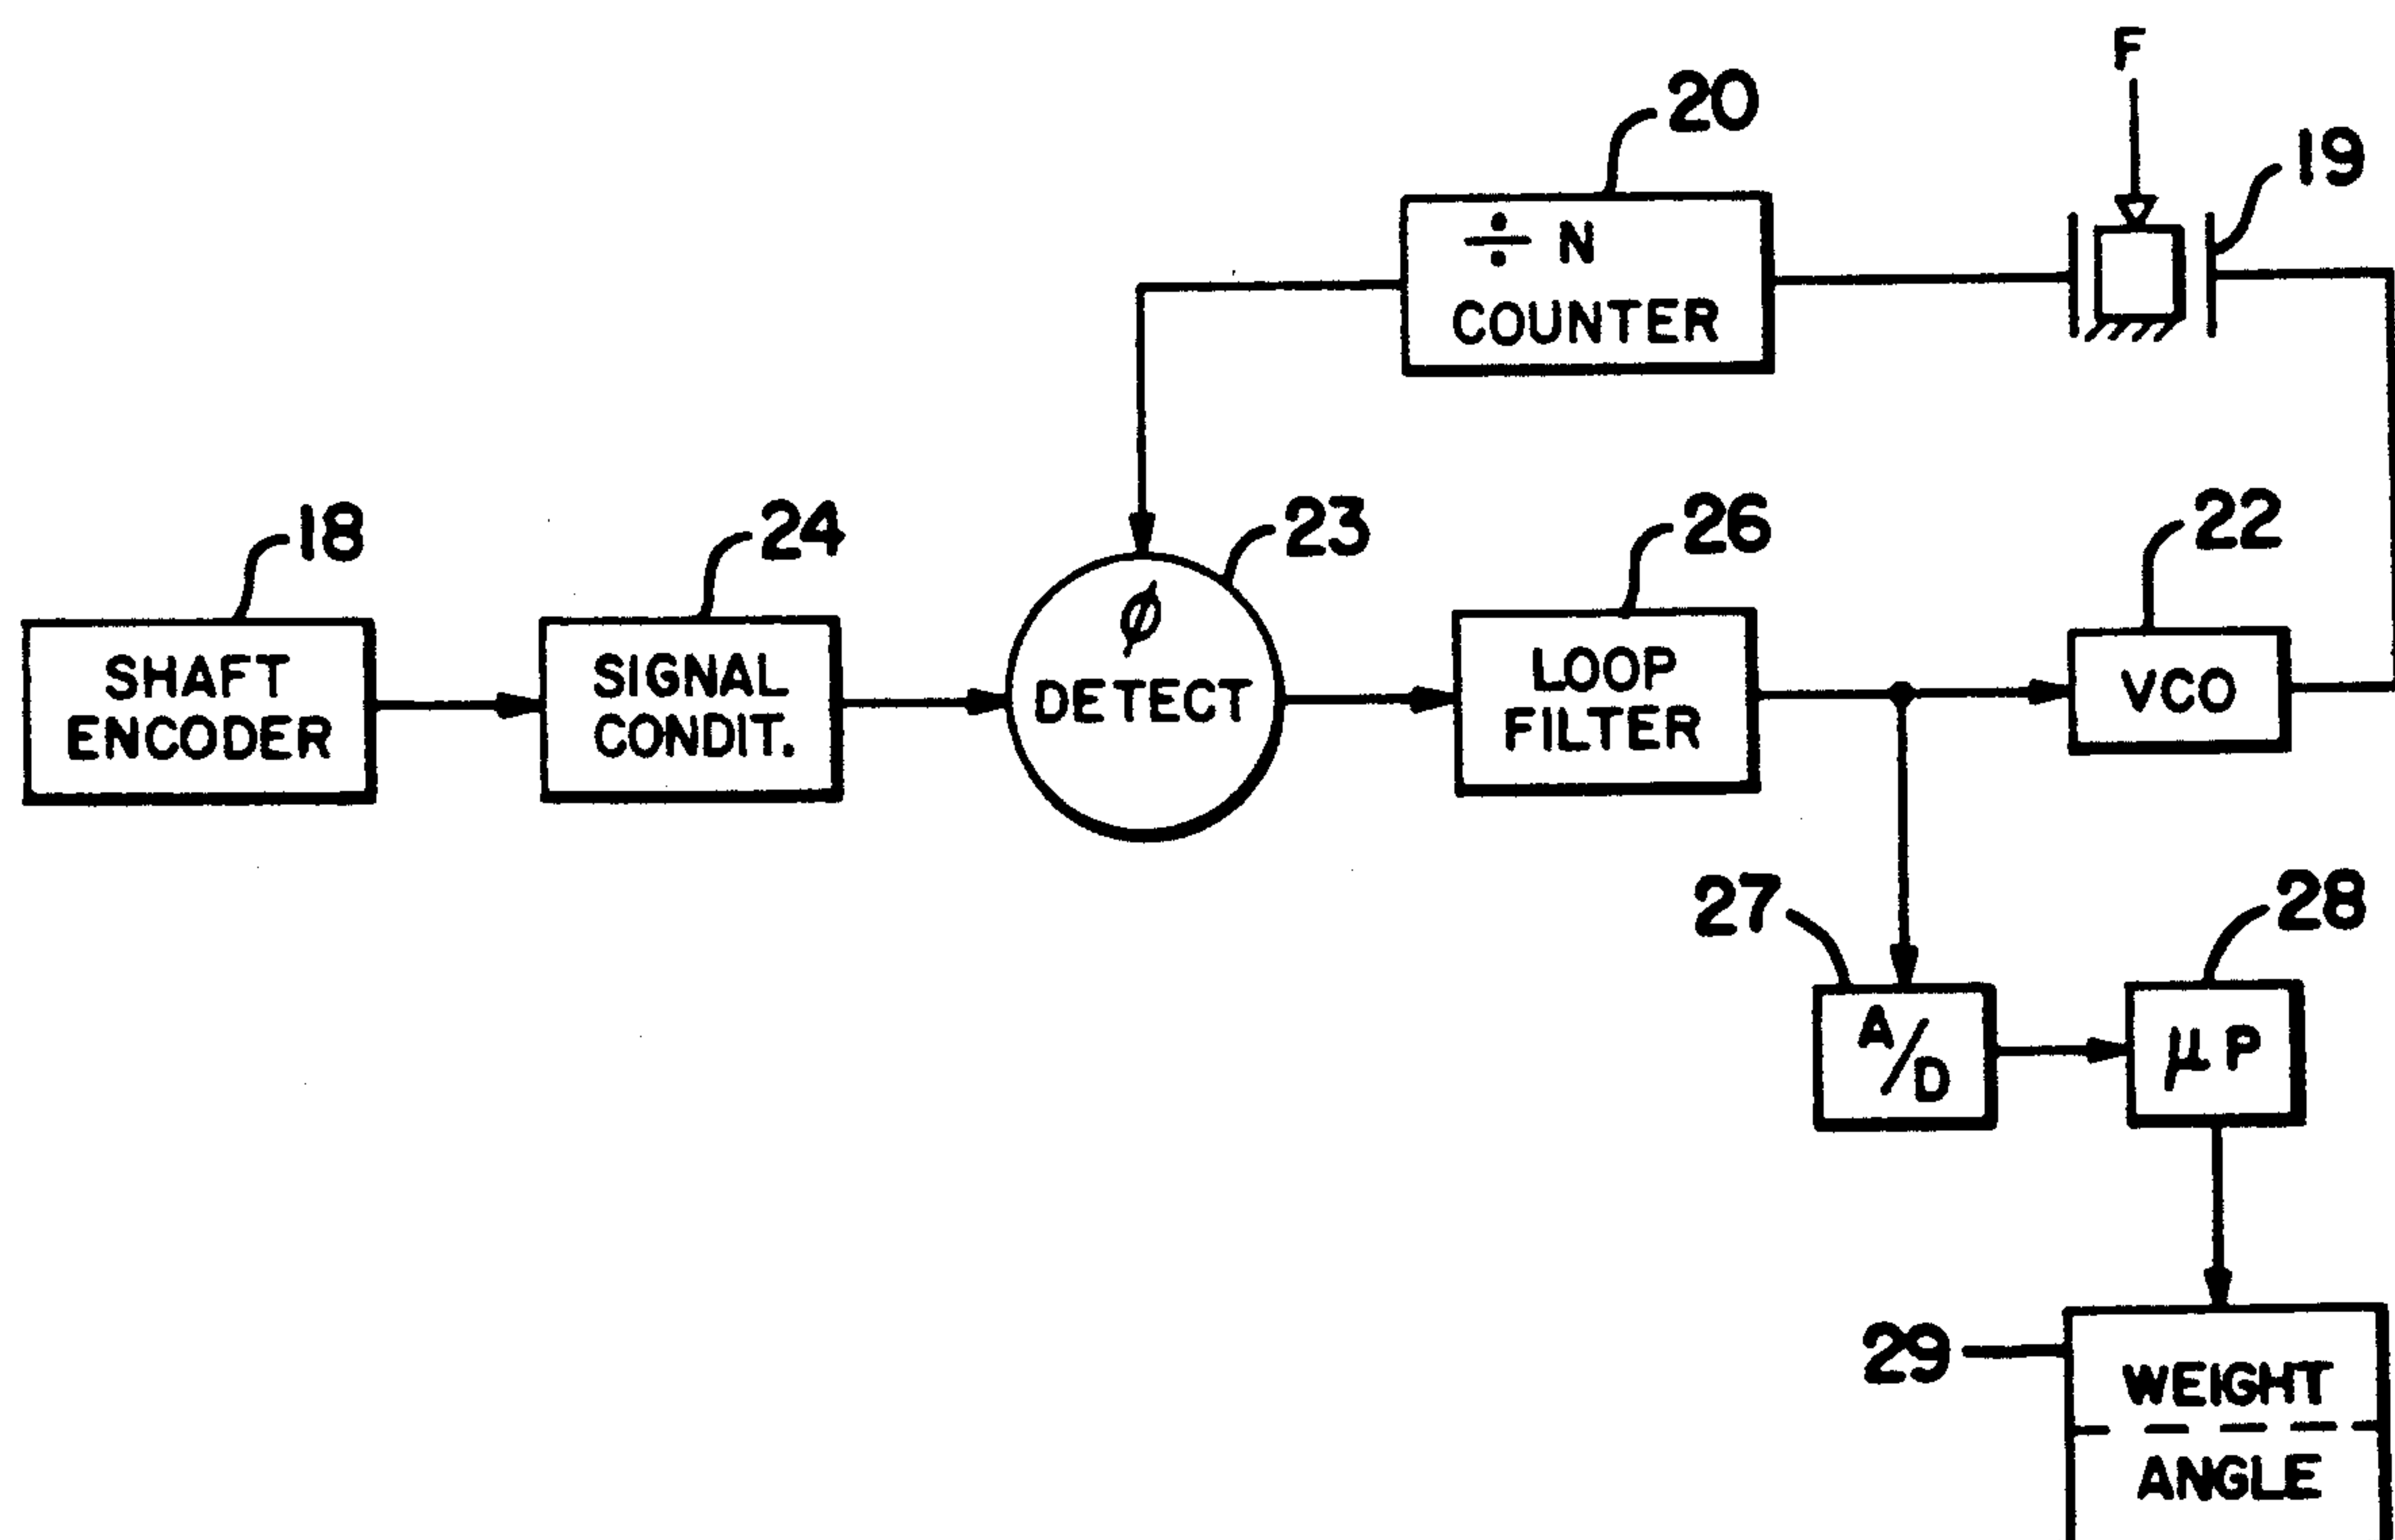 F
20
19
÷ N
COUNTER
18
24
23
26
22
SHAFT
ENCODER
SIGNAL
CONDIT.
ϕ
DETECT
LOOP
FILTER
VCO
27
28
A/D
μP
29
WEIGHT
ANGLE